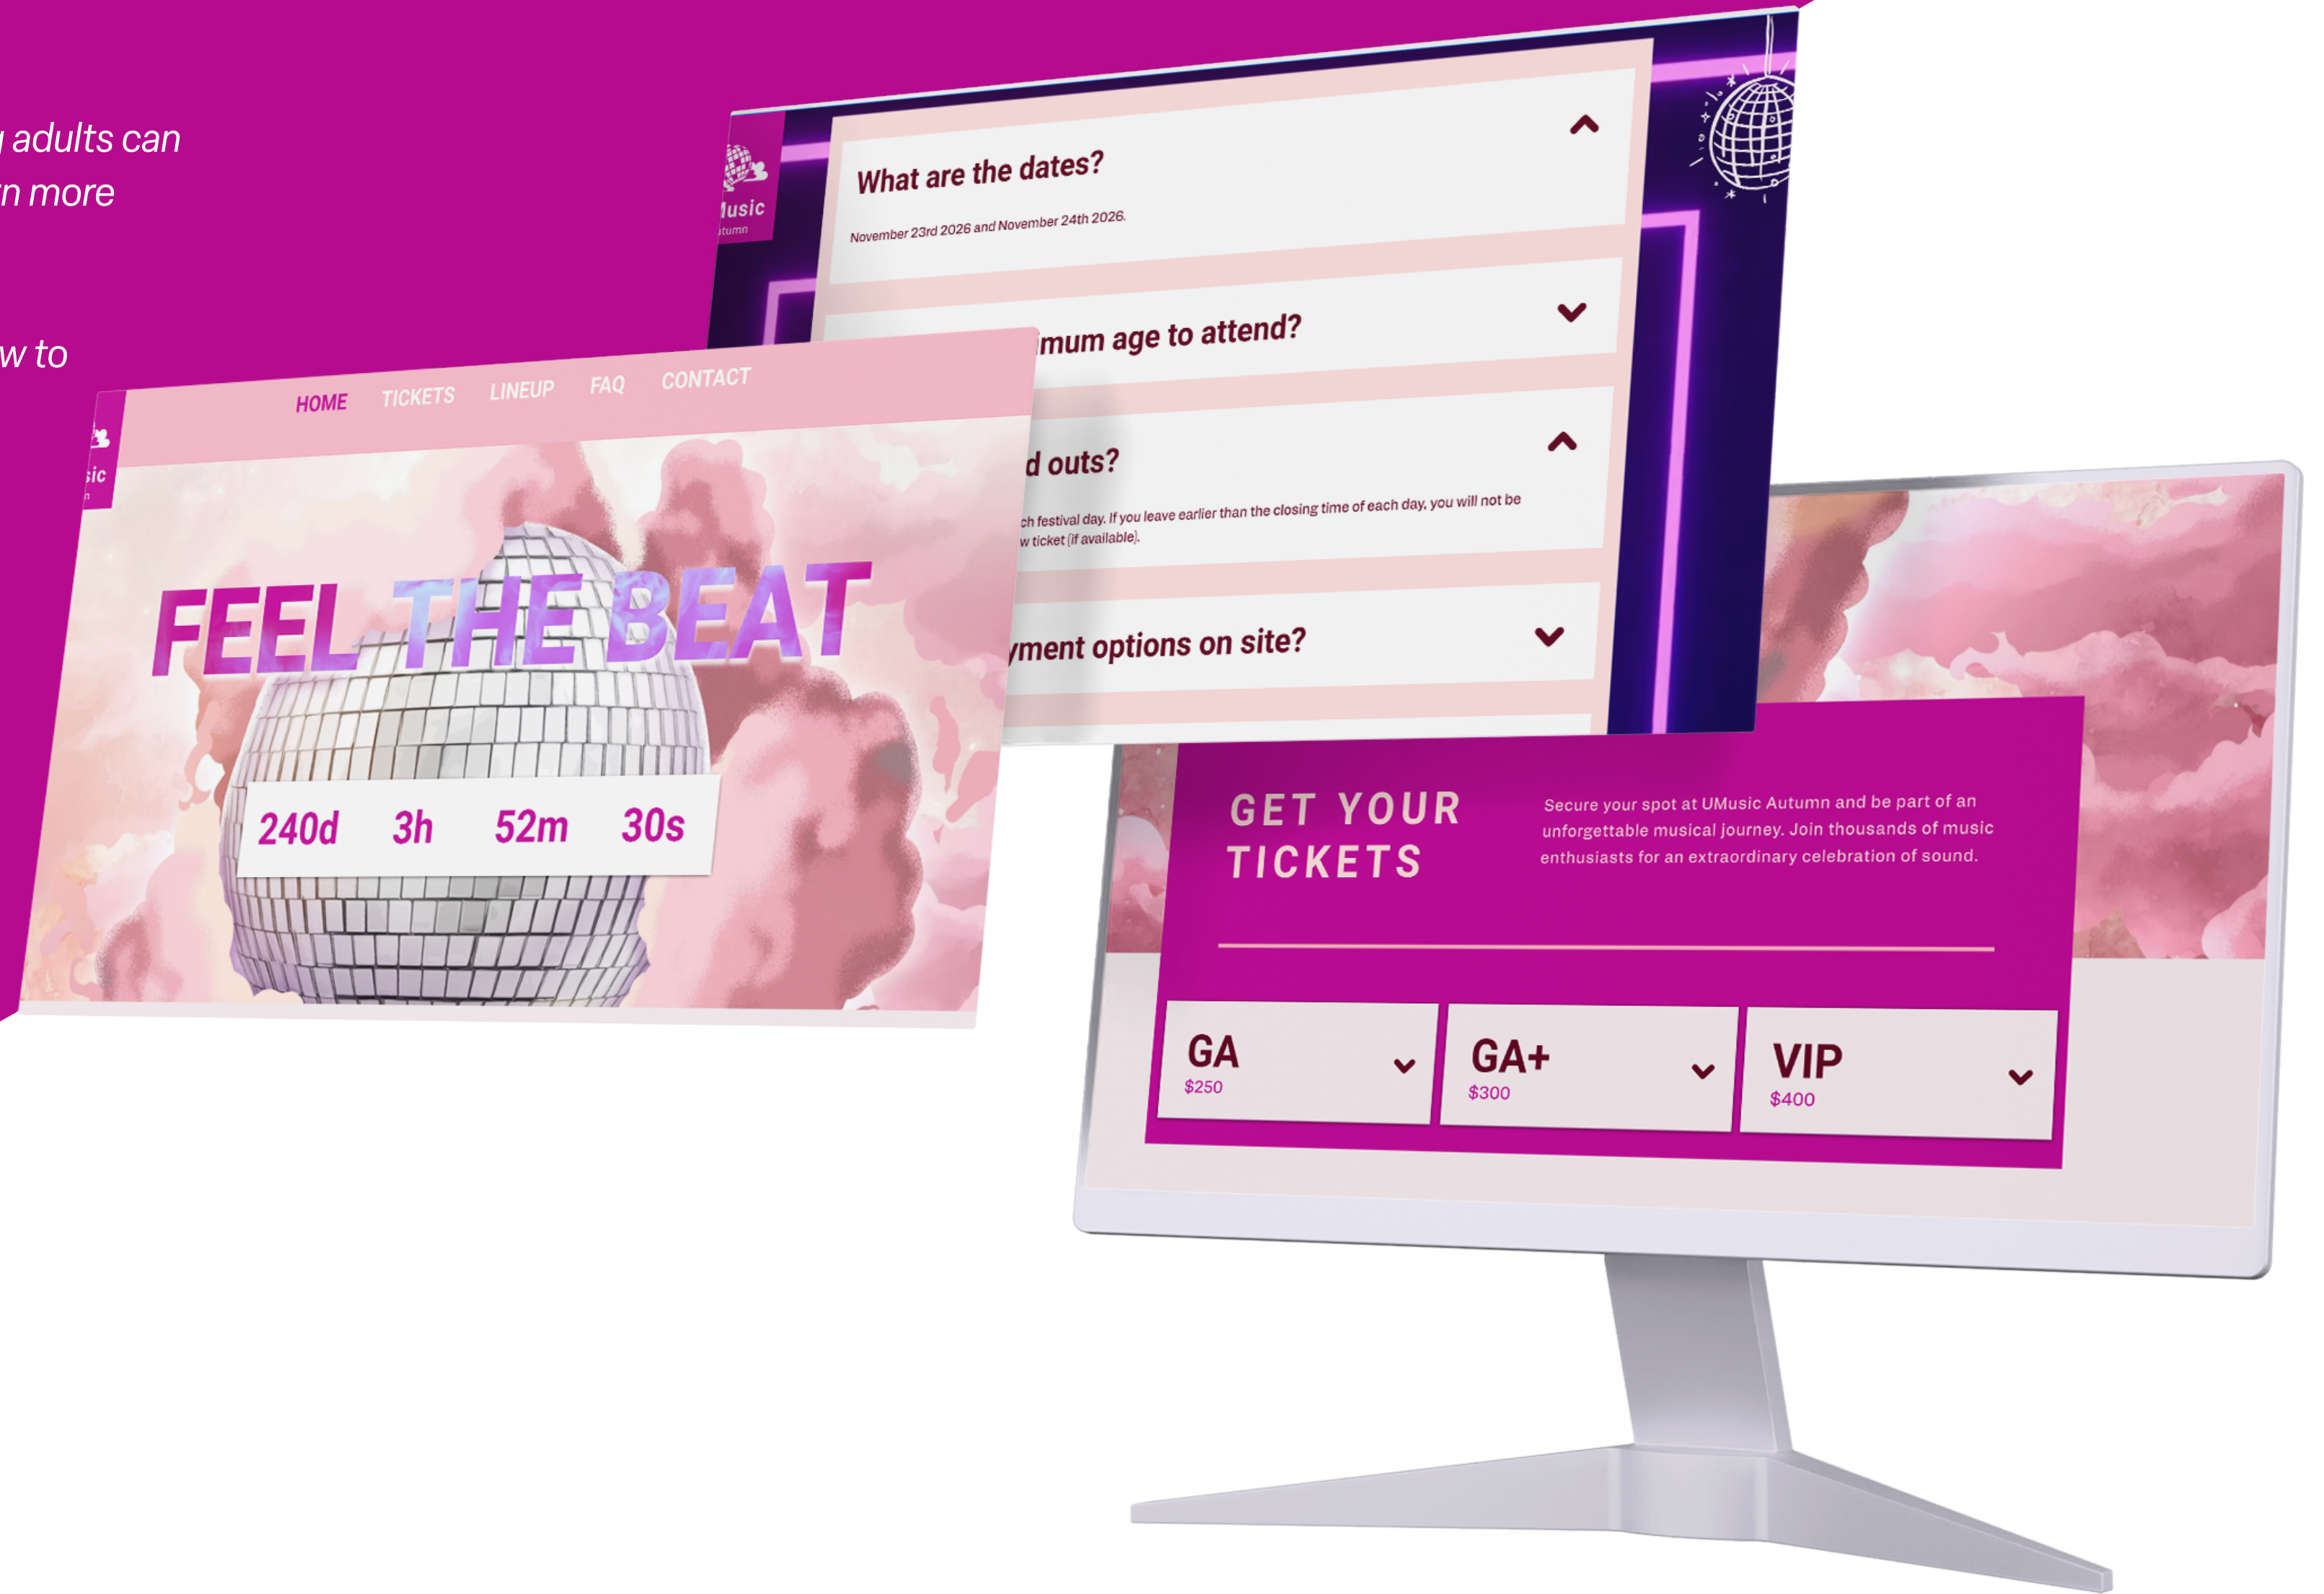 adults can
more
to
What are the dates?
November 23rd 2026 and November 24th 2026.
age to attend?
outs?
festival day. If you leave earlier than the closing time of each day, you will not be
ticket (if available).
options on site?
HOME TICKETS LINEUP FAQ CONTACT
FEEL THE BEAT
240d 3h 52m 30s
GET YOUR
TICKETS
Secure your spot at UMusic Autumn and be part of an
unforgettable musical journey. Join thousands of music
enthusiasts for an extraordinary celebration of sound.
GA
$250
GA+
$300
VIP
$400